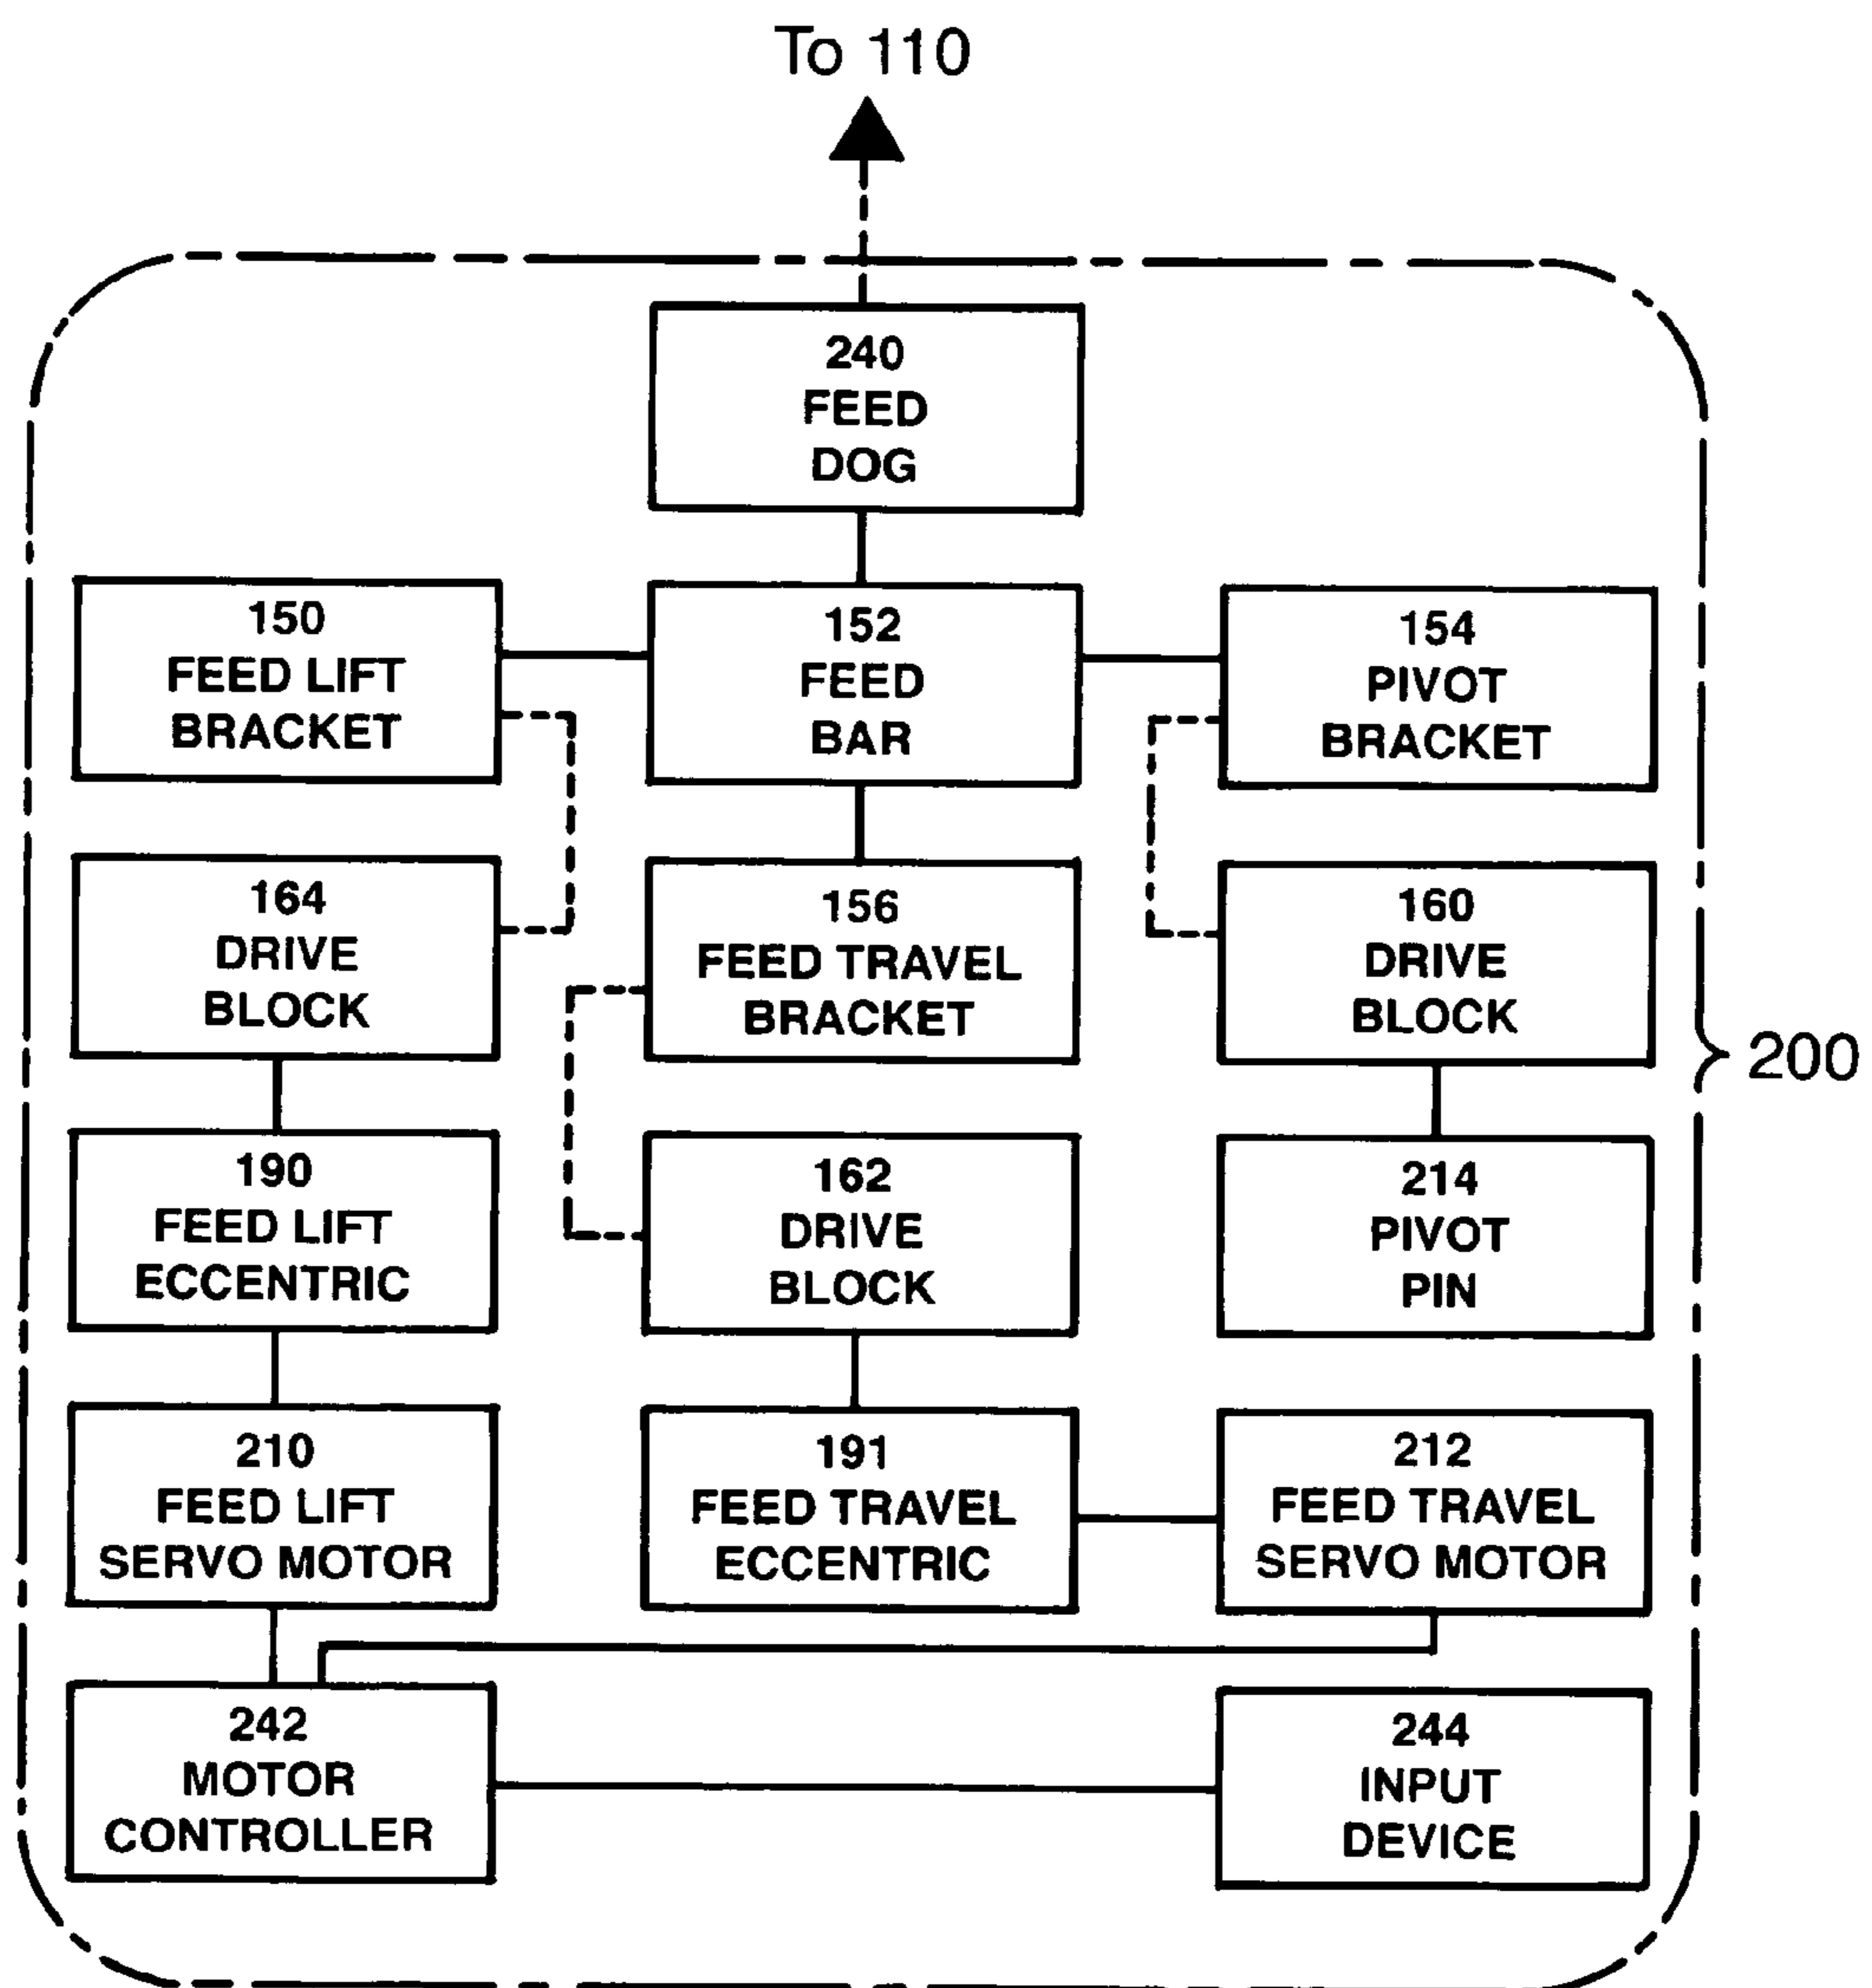 To 110
240
FEED
DOG
150
FEED LIFT
BRACKET
152
FEED
BAR
154
PIVOT
BRACKET
164
DRIVE
BLOCK
156
FEED TRAVEL
BRACKET
160
DRIVE
BLOCK
200
190
FEED LIFT
ECCENTRIC
162
DRIVE
BLOCK
214
PIVOT
PIN
210
FEED LIFT
SERVO MOTOR
191
FEED TRAVEL
ECCENTRIC
212
FEED TRAVEL
SERVO MOTOR
242
MOTOR
CONTROLLER
244
INPUT
DEVICE